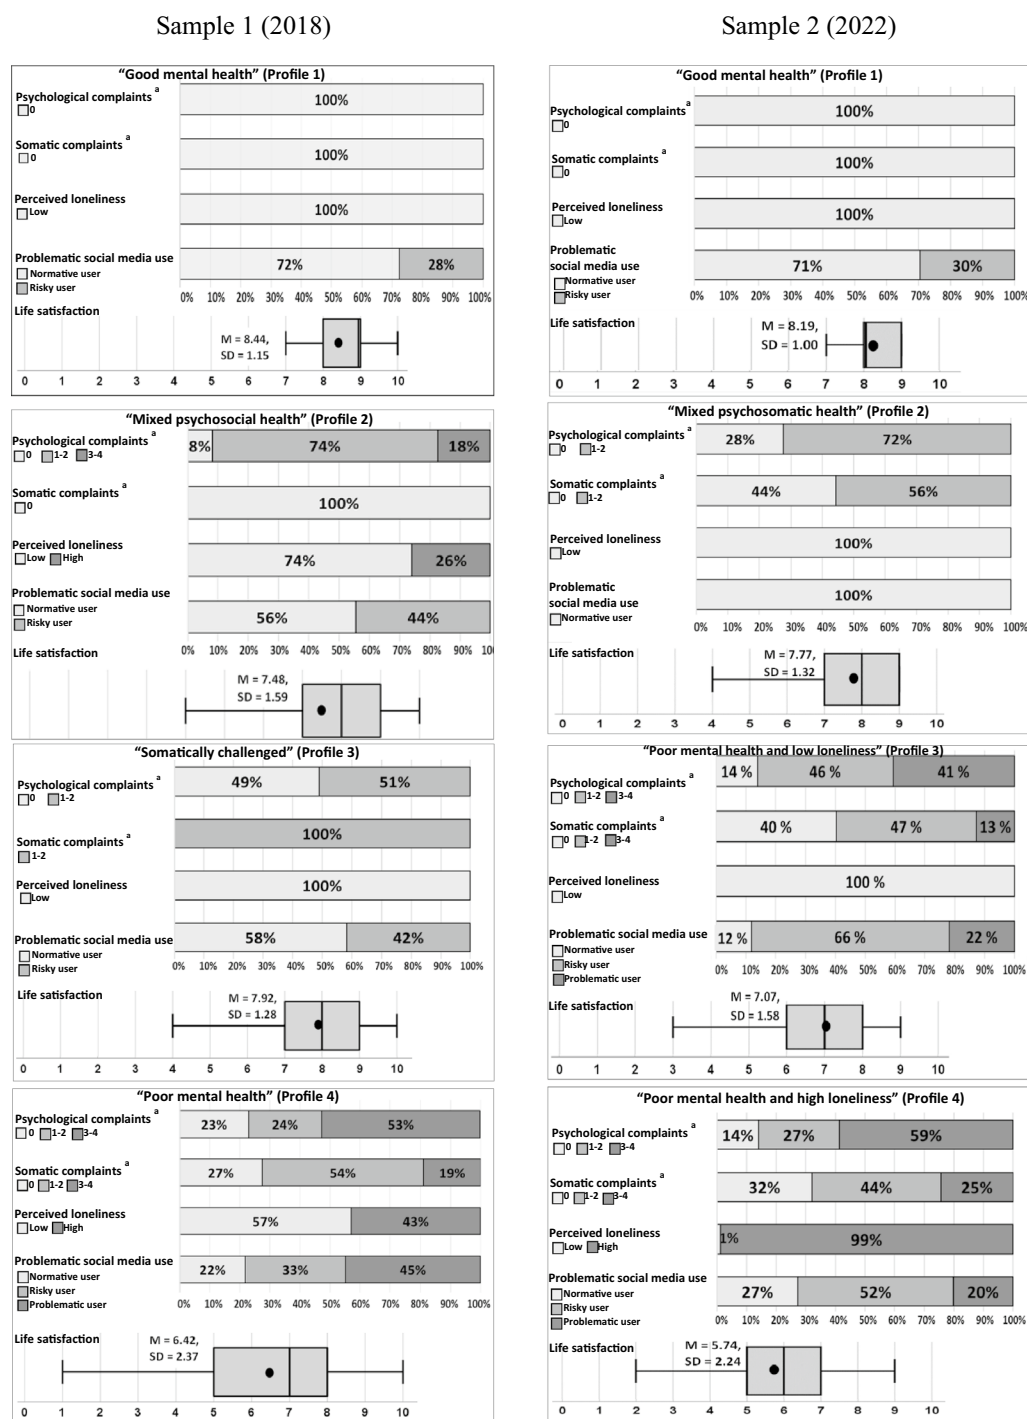 Sample 1 (2018)
“Good mental health” (Profile 1)
Psychological complaints a
0
100%
Somatic complaints a
0
100%
Perceived loneliness
Low
100%
Problematic social media use
Normative user
Risky user
72% 28%
0% 10% 20% 30% 40% 50% 60% 70% 80% 90% 100%
Life satisfaction
M = 8.44,
SD = 1.15
0 1 2 3 4 5 6 7 8 9 10
“Mixed psychosocial health” (Profile 2)
Psychological complaints a
0 1-2 3-4
8% 74% 18%
Somatic complaints a
0
100%
Perceived loneliness
Low High
74% 26%
Problematic social media use
Normative user
Risky user
56% 44%
0% 10% 20% 30% 40% 50% 60% 70% 80% 90% 10
Life satisfaction
M = 7.48,
SD = 1.59
“Somatically challenged” (Profile 3)
Psychological complaints a
0 1-2
49% 51%
Somatic complaints a
1-2
100%
Perceived loneliness
Low
100%
Problematic social media use
Normative user
Risky user
58% 42%
0% 10% 20% 30% 40% 50% 60% 70% 80% 90% 100%
Life satisfaction
M = 7.92,
SD = 1.28
0 1 2 3 4 5 6 7 8 9 10
“Poor mental health” (Profile 4)
Psychological complaints a
0 1-2 3-4
23% 24% 53%
Somatic complaints a
0 1-2 3-4
27% 54% 19%
Perceived loneliness
Low High
57% 43%
Problematic social media use
Normative user
Risky user
Problematic user
22% 33% 45%
0% 10% 20% 30% 40% 50% 60% 70% 80% 90% 100%
Life satisfaction
M = 6.42,
SD = 2.37
0 1 2 3 4 5 6 7 8 9 10
Sample 2 (2022)
“Good mental health” (Profile 1)
Psychological complaints a
0
100%
Somatic complaints a
0
100%
Perceived loneliness
Low
100%
Problematic
social media use
Normative user
Risky user
71% 30%
0% 10% 20% 30% 40% 50% 60% 70% 80% 90% 100%
Life satisfaction
M = 8.19,
SD = 1.00
0 1 2 3 4 5 6 7 8 9 10
“Mixed psychosomatic health” (Profile 2)
Psychological complaints a
0 1-2
28% 72%
Somatic complaints a
0 1-2
44% 56%
Perceived loneliness
Low
100%
Problematic
social media use
Normative user
100%
0% 10% 20% 30% 40% 50% 60% 70% 80% 90% 100%
Life satisfaction
M = 7.77,
SD = 1.32
0 1 2 3 4 5 6 7 8 9 10
“Poor mental health and low loneliness” (Profile 3)
Psychological complaints a
0 1-2 3-4
14 % 46 % 41 %
Somatic complaints a
0 1-2 3-4
40 % 47 % 13 %
Perceived loneliness
Low
100 %
Problematic social media use
Normative user
Risky user
Problematic user
12 % 66 % 22 %
0% 10% 20% 30% 40% 50% 60% 70% 80% 90% 100%
Life satisfaction
M = 7.07,
SD = 1.58
0 1 2 3 4 5 6 7 8 9 10
“Poor mental health and high loneliness” (Profile 4)
Psychological complaints a
0 1-2 3-4
14% 27% 59%
Somatic complaints a
0 1-2 3-4
32% 44% 25%
Perceived loneliness
Low High
1% 99%
Problematic social media use
Normative user
Risky user
Problematic user
27% 52% 20%
0% 10% 20% 30% 40% 50% 60% 70% 80% 90% 100%
Life satisfaction
M = 5.74,
SD = 2.24
0 1 2 3 4 5 6 7 8 9 10